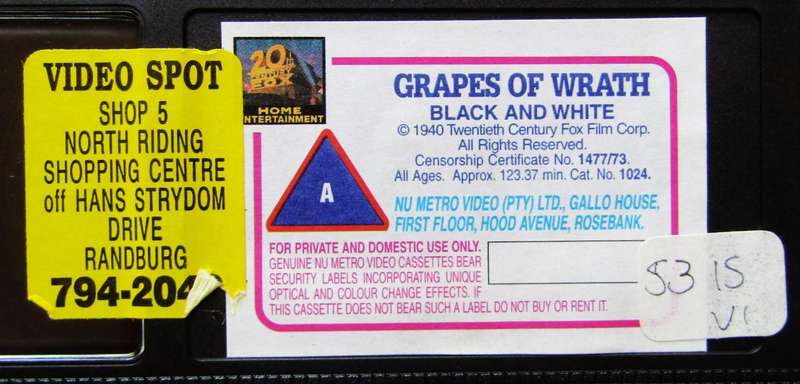 VIDEO SPOT
SHOP 5
NORTH RIDING
SHOPPING CENTRE
off HANS STRYDOM
DRIVE
RANDBURG
20th
CENTURY
FOX
HOME
ENTERTAINMENT
GRAPES OF WRATH
BLACK AND WHITE
© 1940 Twentieth Century Fox Film Corp.
All Rights Reserved.
Censorship Certificate No. 1477/73.
All Ages. Approx. 123.37 min. Cat. No. 1024.
A
NU METRO VIDEO (PTY) LTD., GALLO HOUSE,
FIRST FLOOR, HOOD AVENUE, ROSEBANK.
FOR PRIVATE AND DOMESTIC USE ONLY.
GENUINE NU METRO VIDEO CASSETTES BEAR
SECURITY LABELS INCORPORATING UNIQUE
OPTICAL AND COLOUR CHANGE EFFECTS. IF
THIS CASSETTE DOES NOT BEAR SUCH A LABEL DO NOT BUY OR RENT IT.